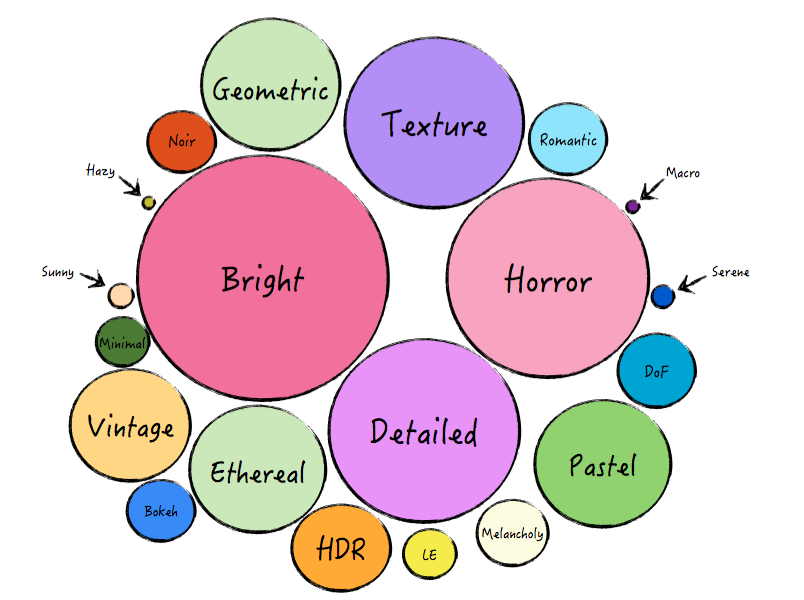 Geometric
Texture
Noir
Romantic
Hazy
Macro
Bright
Horror
Sunny
Serene
Minimal
DoF
Vintage
Detailed
Ethereal
Pastel
Bokeh
HDR
LE
Melancholy